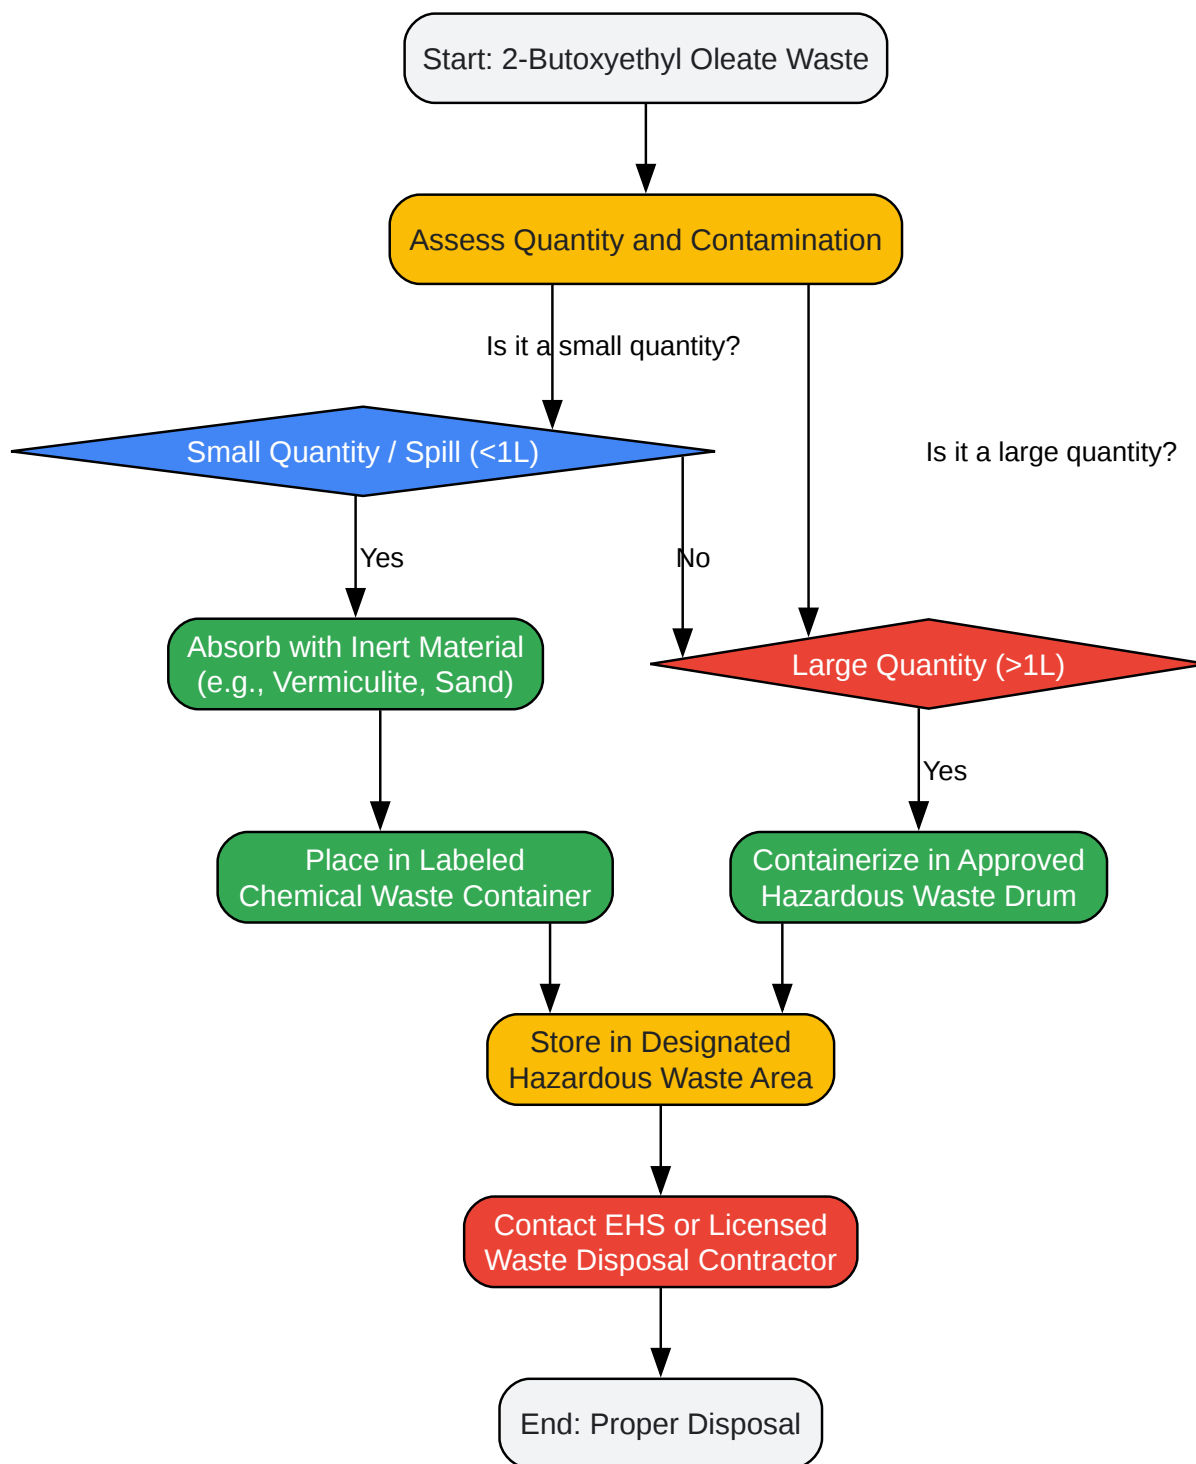 Start: 2-Butoxyethyl Oleate Waste
Assess Quantity and Contamination
Is it a small quantity?
Small Quantity / Spill (<1L)
Is it a large quantity?
Yes
No
Absorb with Inert Material
(e.g., Vermiculite, Sand)
Large Quantity (>1L)
Yes
Place in Labeled
Chemical Waste Container
Containerize in Approved
Hazardous Waste Drum
Store in Designated
Hazardous Waste Area
Contact EHS or Licensed
Waste Disposal Contractor
End: Proper Disposal